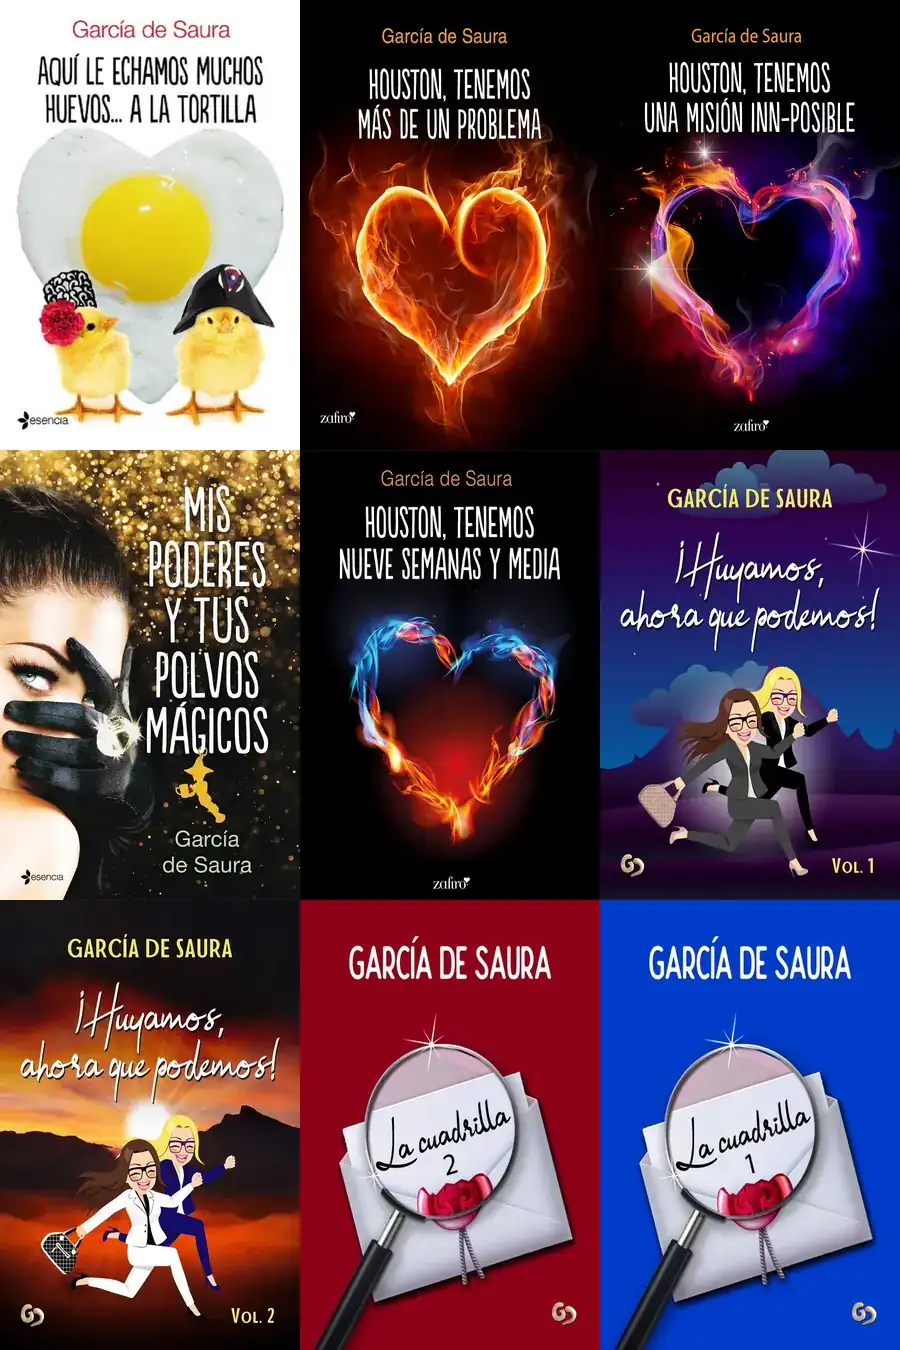 García de Saura
AQUÍ LE ECHAMOS MUCHOS
HUEVOS... A LA TORTILLA
esencia
García de Saura
HOUSTON, TENEMOS
MÁS DE UN PROBLEMA
zafiro
García de Saura
HOUSTON, TENEMOS
UNA MISIÓN INN-POSIBLE
zafiro
MIS
PODERES
Y TUS
POLVOS
MÁGICOS
García
de Saura
esencia
García de Saura
HOUSTON, TENEMOS
NUEVE SEMANAS Y MEDIA
zafiro
GARCÍA DE SAURA
¡Huyamos,
ahora que podemos!
VOL. 1
GARCÍA DE SAURA
¡Huyamos,
ahora que podemos!
VOL. 2
GARCÍA DE SAURA
La cuadrilla
2
GARCÍA DE SAURA
La cuadrilla
1